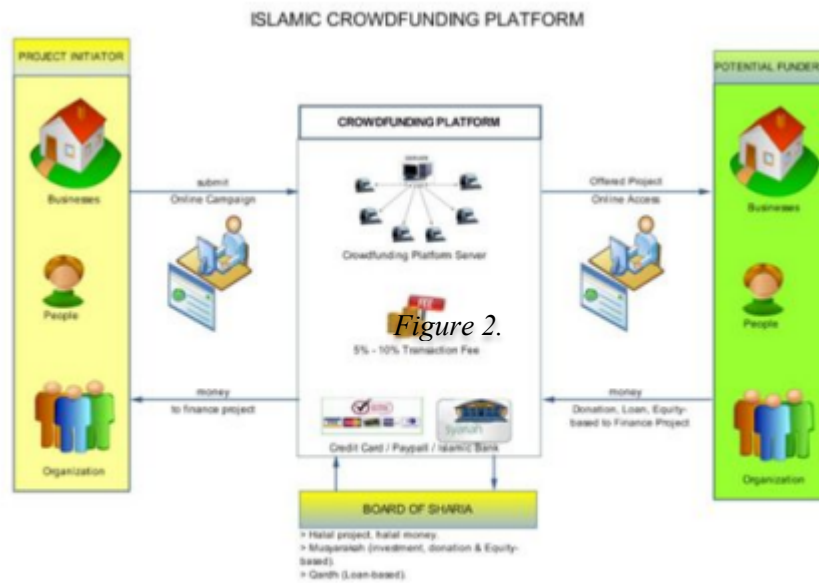 ISLAMIC CROWDFUNDING PLATFORM
PROJECT INITIATOR
Businesses
People
Organization
submit
Online Campaign
money
to finance project
CROWDFUNDING PLATFORM
SERVER
Crowdfunding Platform Server
FEE
Figure 2.
5% - 10% Transaction Fee
Syariah
Credit Card / Paypall / Islamic Bank
Offered Project
Online Access
money
Donation, Loan, Equity-
based to Finance Project
POTENTIAL FUNDER
Businesses
People
Organization
BOARD OF SHARIA
> Halal project, halal money.
> Musyarakah (investment, donation & Equity-
based).
> Qardh (Loan-based).